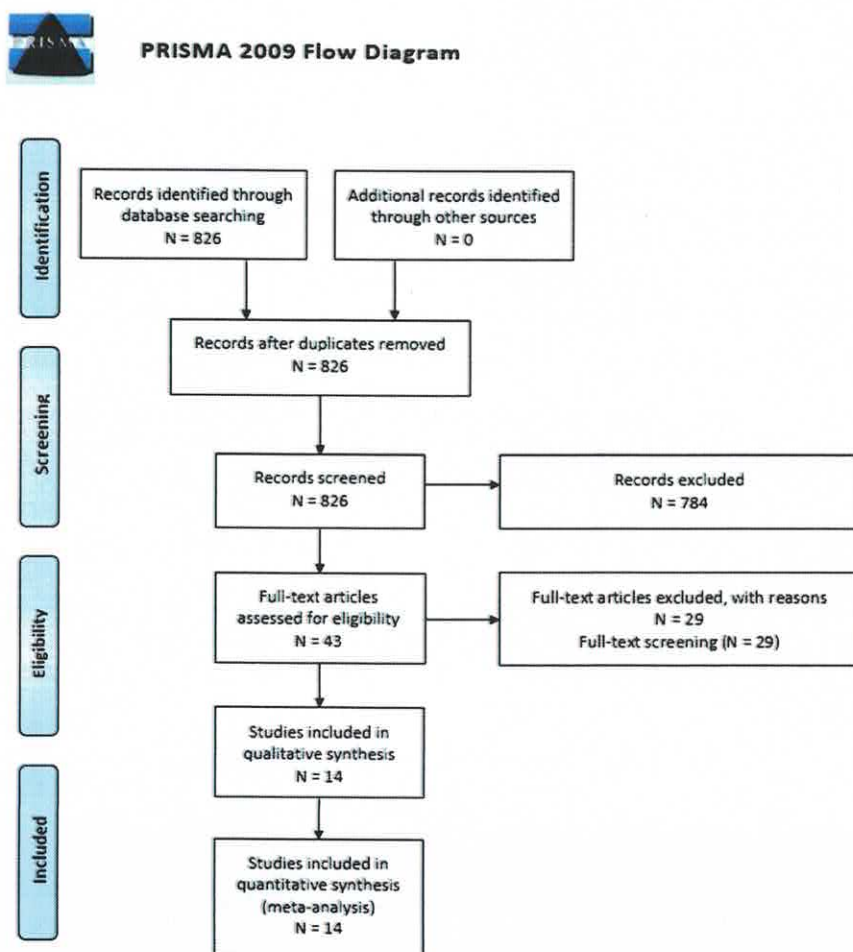 PRISMA
PRISMA 2009 Flow Diagram
Identification
Records identified through
database searching
N = 826
Additional records identified
through other sources
N = 0
Records after duplicates removed
N = 826
Screening
Records screened
N = 826
Records excluded
N = 784
Eligibility
Full-text articles
assessed for eligibility
N = 43
Full-text articles excluded, with reasons
N = 29
Full-text screening (N = 29)
Studies included in
qualitative synthesis
N = 14
Included
Studies included in
quantitative synthesis
(meta-analysis)
N = 14